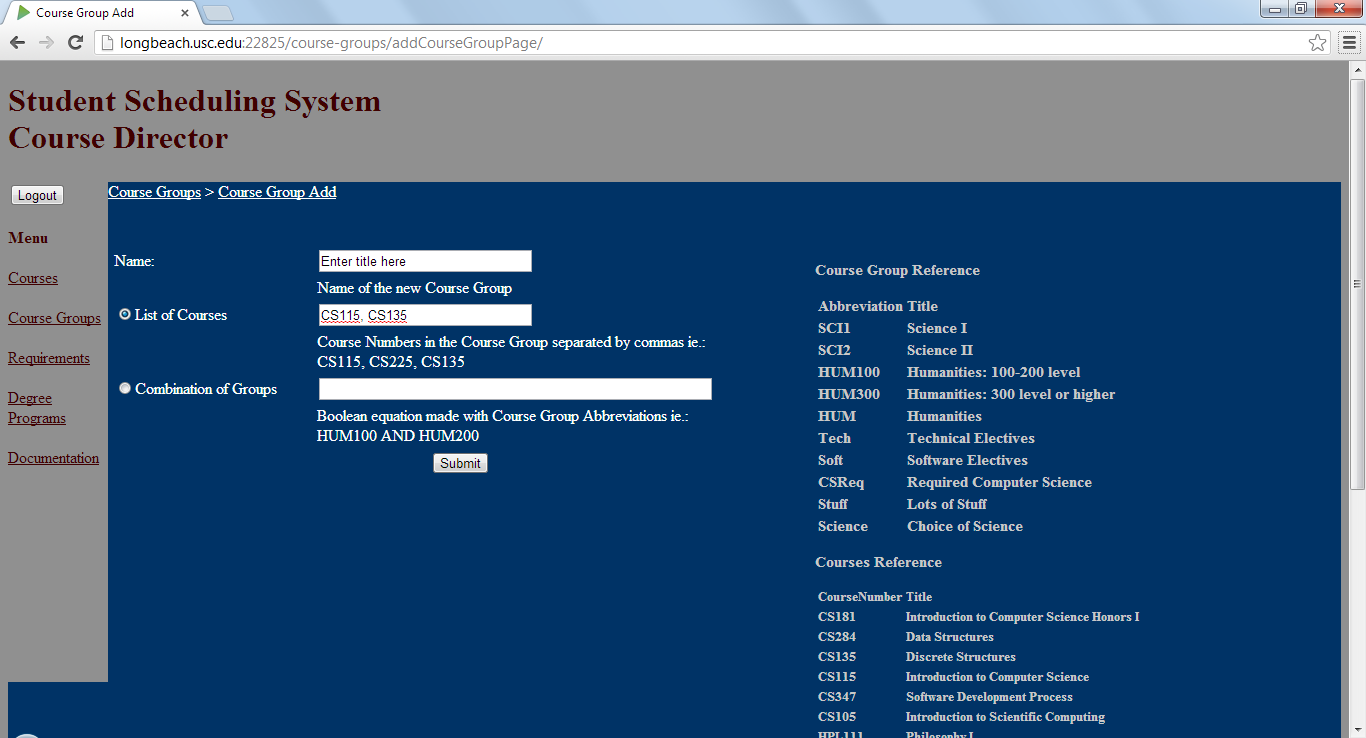 Course Group Add
longbeach.usc.edu:22825/course-groups/addCourseGroupPage/
Student Scheduling System
Course Director
Logout
Menu
Courses
Course Groups
Requirements
Degree
Programs
Documentation
Course Groups > Course Group Add
Name:
Enter title here
Name of the new Course Group
List of Courses
CS115, CS135
Course Numbers in the Course Group separated by commas ie.:
CS115, CS225, CS135
Combination of Groups
Boolean equation made with Course Group Abbreviations ie.:
HUM100 AND HUM200
Submit
Course Group Reference
Abbreviation Title
SCI1 Science I
SCI2 Science II
HUM100 Humanities: 100-200 level
HUM300 Humanities: 300 level or higher
HUM Humanities
Tech Technical Electives
Soft Software Electives
CSReq Required Computer Science
Stuff Lots of Stuff
Science Choice of Science
Courses Reference
CourseNumber Title
CS181 Introduction to Computer Science Honors I
CS284 Data Structures
CS135 Discrete Structures
CS115 Introduction to Computer Science
CS347 Software Development Process
CS105 Introduction to Scientific Computing
HPL111 Philosophy I